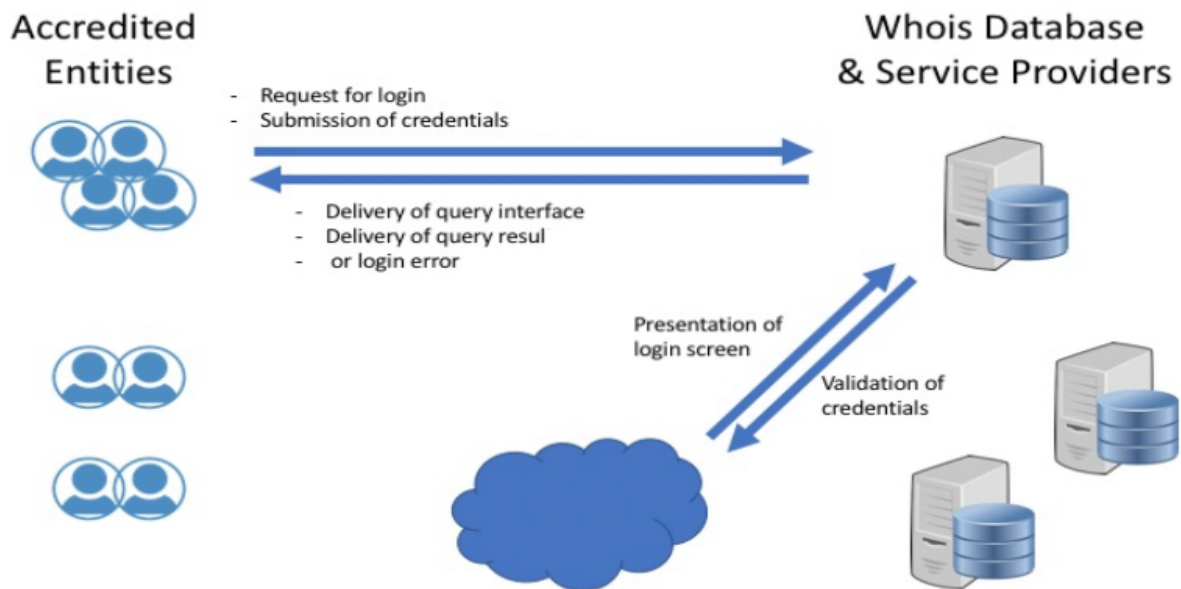 Accredited
Entities
Whois Database
& Service Providers
- Request for login
- Submission of credentials
- Delivery of query interface
- Delivery of query resul
- or login error
Presentation of
login screen
Validation of
credentials